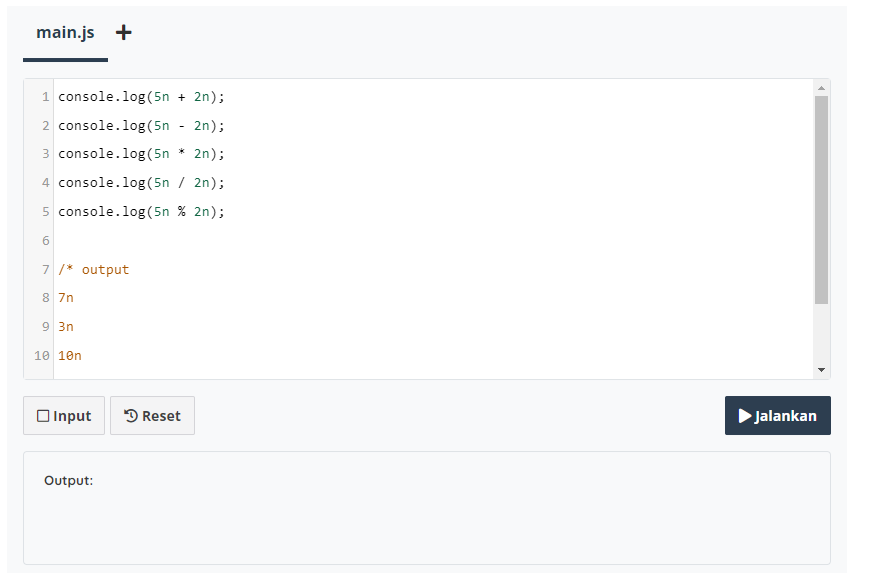 main.js
1 console.log(5n + 2n);
2 console.log(5n - 2n);
3 console.log(5n * 2n);
4 console.log(5n / 2n);
5 console.log(5n % 2n);
6
7 /* output
8 7n
9 3n
10 10n
Input Reset Jalankan
Output: